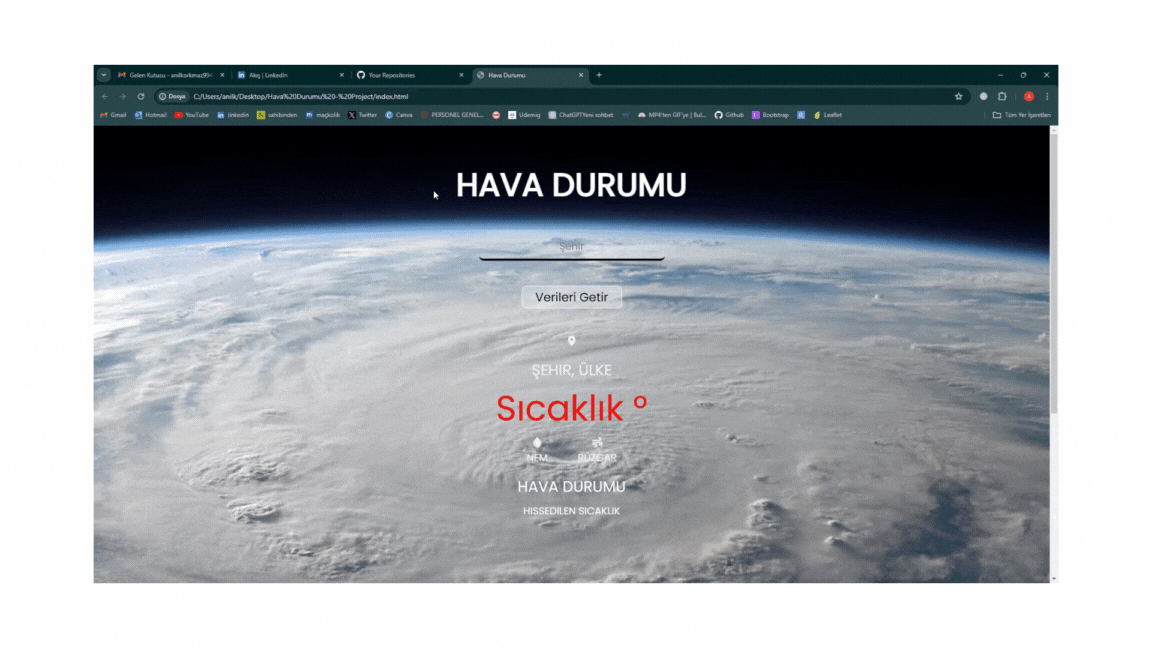 Gelen Kutusu - anilkorkmaz994 Akış | LinkedIn Your Repositories Hava Durumu
Dosya C:/Users/anilk/Desktop/Hava%20Durumu%20-%20Project/index.html
Gmail Hotmail YouTube linkedin sahibinden maçkolik Twitter Canva PERSONEL GENEL... Udemig ChatGPTYeni sohbet MP4'ten GIF'ye | Bul... Github Bootstrap Leaflet Tüm Yer İşaretleri
HAVA DURUMU
Şehir
Verileri Getir
ŞEHIR, ÜLKE
Sıcaklık °
NEM RÜZGAR
HAVA DURUMU
HISSEDILEN SICAKLIK